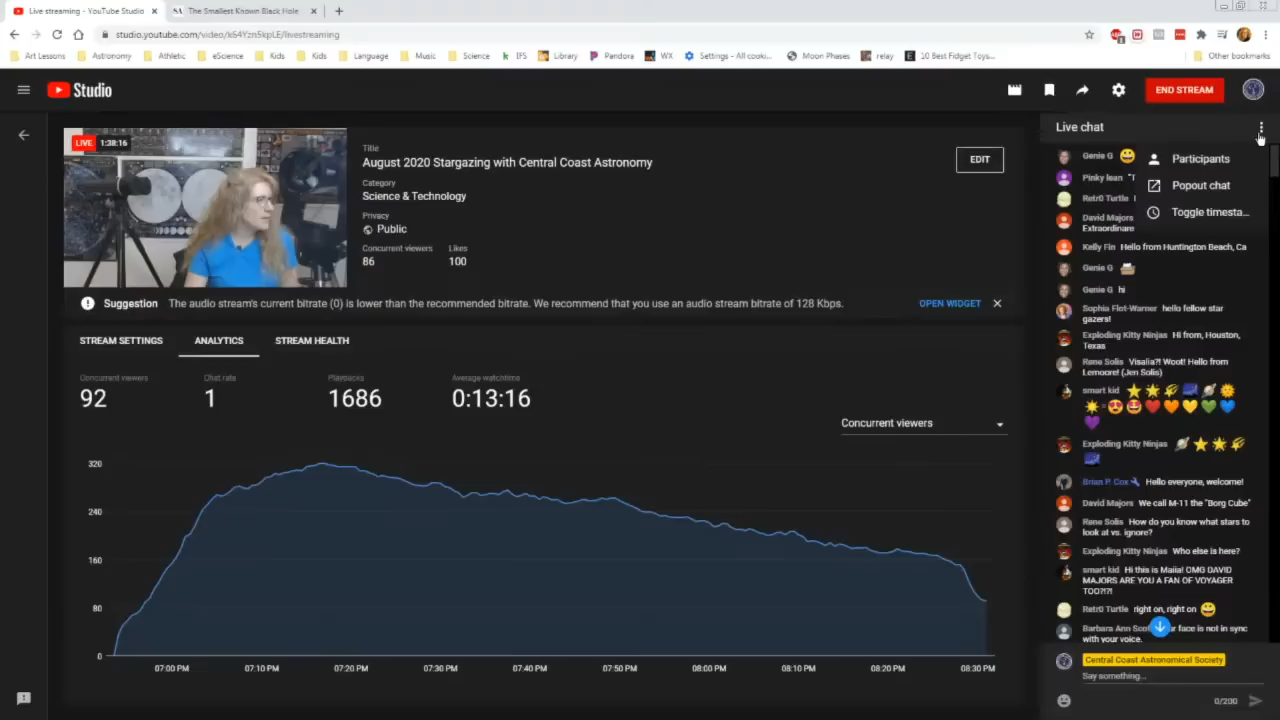 Live streaming - YouTube Studio
The Smallest Known Black Hole
studio.youtube.com/video/k64Yzn5kpLE/livestreaming
Art Lessons Astronomy Athletic eScience Kids Kids Language Music Science IFS Library Pandora WX Settings - All cooki... Moon Phases relay 10 Best Fidget Toys... Other bookmarks
Studio
END STREAM
LIVE 1:38:16
Title
August 2020 Stargazing with Central Coast Astronomy
EDIT
Category
Science & Technology
Privacy
Public
Concurrent viewers Likes
86 100
Suggestion The audio stream's current bitrate (0) is lower than the recommended bitrate. We recommend that you use an audio stream bitrate of 128 Kbps. OPEN WIDGET
STREAM SETTINGS ANALYTICS STREAM HEALTH
Concurrent viewers Chat rate Playbacks Average watchtime
92 1 1686 0:13:16
Concurrent viewers
320
240
160
80
0
07:00 PM 07:10 PM 07:20 PM 07:30 PM 07:40 PM 07:50 PM 08:00 PM 08:10 PM 08:20 PM 08:30 PM
Live chat
Participants
Popout chat
Toggle timesta...
Genie G 😀
Pinky lean "T
Retr0 Turtle
David Majors
Extraordinare
Kelly Fin Hello from Huntington Beach, Ca
Genie G
Genie G hi
Sophia Flot-Warner hello fellow star
gazers!
Exploding Kitty Ninjas Hi from, Houston,
Texas
Rene Solis Visalia?! Woot! Hello from
Lemoore! (Jen Solis)
smart kid
Exploding Kitty Ninjas
Brian P. Cox Hello everyone, welcome!
David Majors We call M-11 the "Borg Cube"
Rene Solis How do you know what stars to
look at vs. ignore?
Exploding Kitty Ninjas Who else is here?
smart kid Hi this is Maiia! OMG DAVID
MAJORS ARE YOU A FAN OF VOYAGER
TOO?!?!
Retr0 Turtle right on, right on 😀
Barbara Ann Sco r face is not in sync
with your voice.
Central Coast Astronomical Society
Say something...
0/200